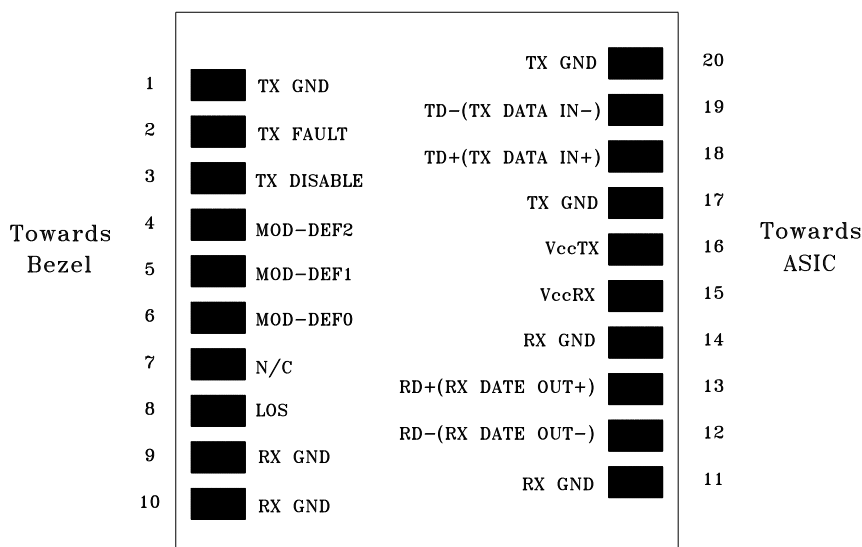 Towards
Bezel
1 TX GND
2 TX FAULT
3 TX DISABLE
4 MOD-DEF2
5 MOD-DEF1
6 MOD-DEF0
7 N/C
8 LOS
9 RX GND
10 RX GND
TX GND 20
TD-(TX DATA IN-) 19
TD+(TX DATA IN+) 18
TX GND 17
VccTX 16
VccRX 15
RX GND 14
RD+(RX DATE OUT+) 13
RD-(RX DATE OUT-) 12
RX GND 11
Towards
ASIC